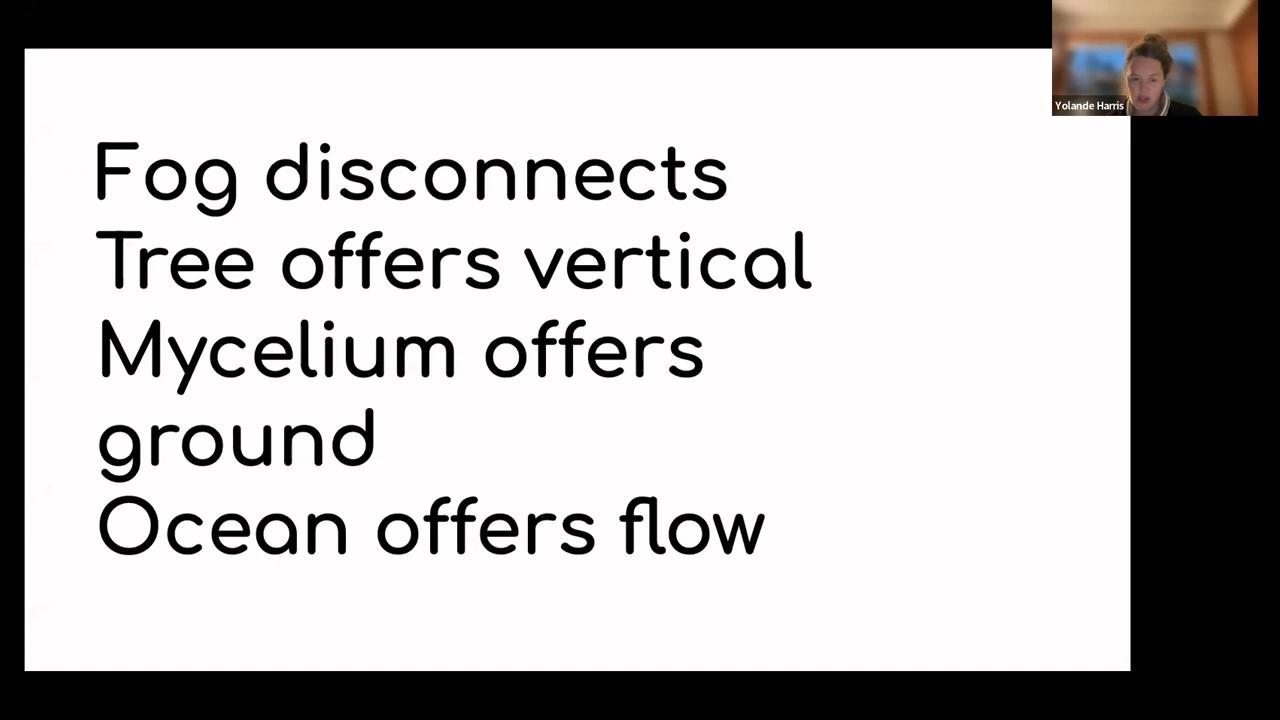 Yolande Harris
Fog disconnects
Tree offers vertical
Mycelium offers
ground
Ocean offers flow